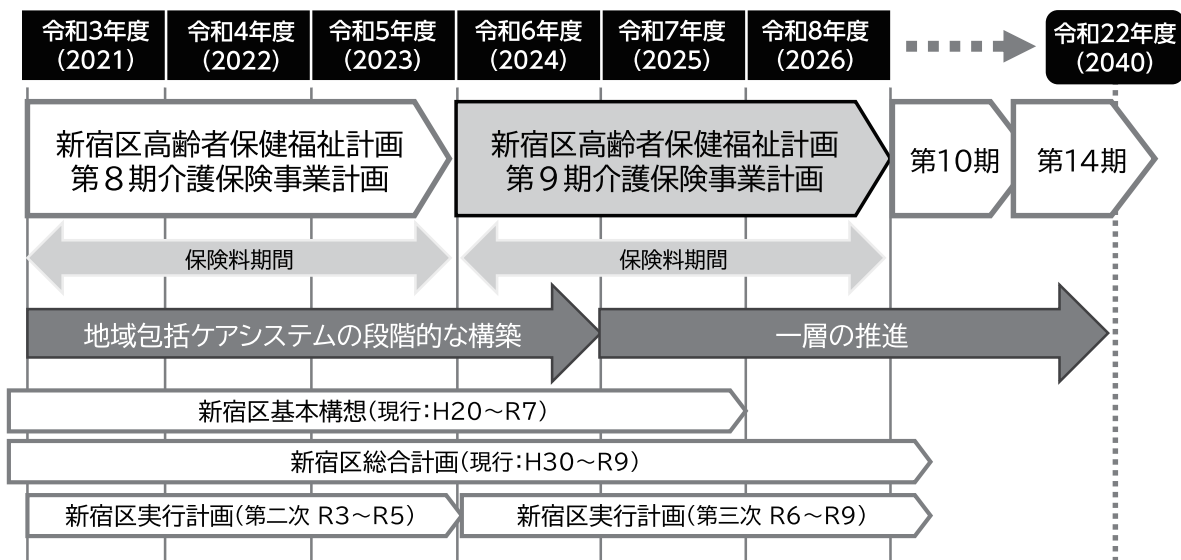 令和3年度
(2021)
令和4年度
(2022)
令和5年度
(2023)
令和6年度
(2024)
令和7年度
(2025)
令和8年度
(2026)
令和22年度
(2040)
新宿区高齢者保健福祉計画
第８期介護保険事業計画
新宿区高齢者保健福祉計画
第９期介護保険事業計画
第10期
第14期
保険料期間
保険料期間
地域包括ケアシステムの段階的な構築
一層の推進
新宿区基本構想(現行：H20～R7)
新宿区総合計画(現行：H30～R9)
新宿区実行計画(第二次 R3～R5)
新宿区実行計画(第三次 R6～R9)